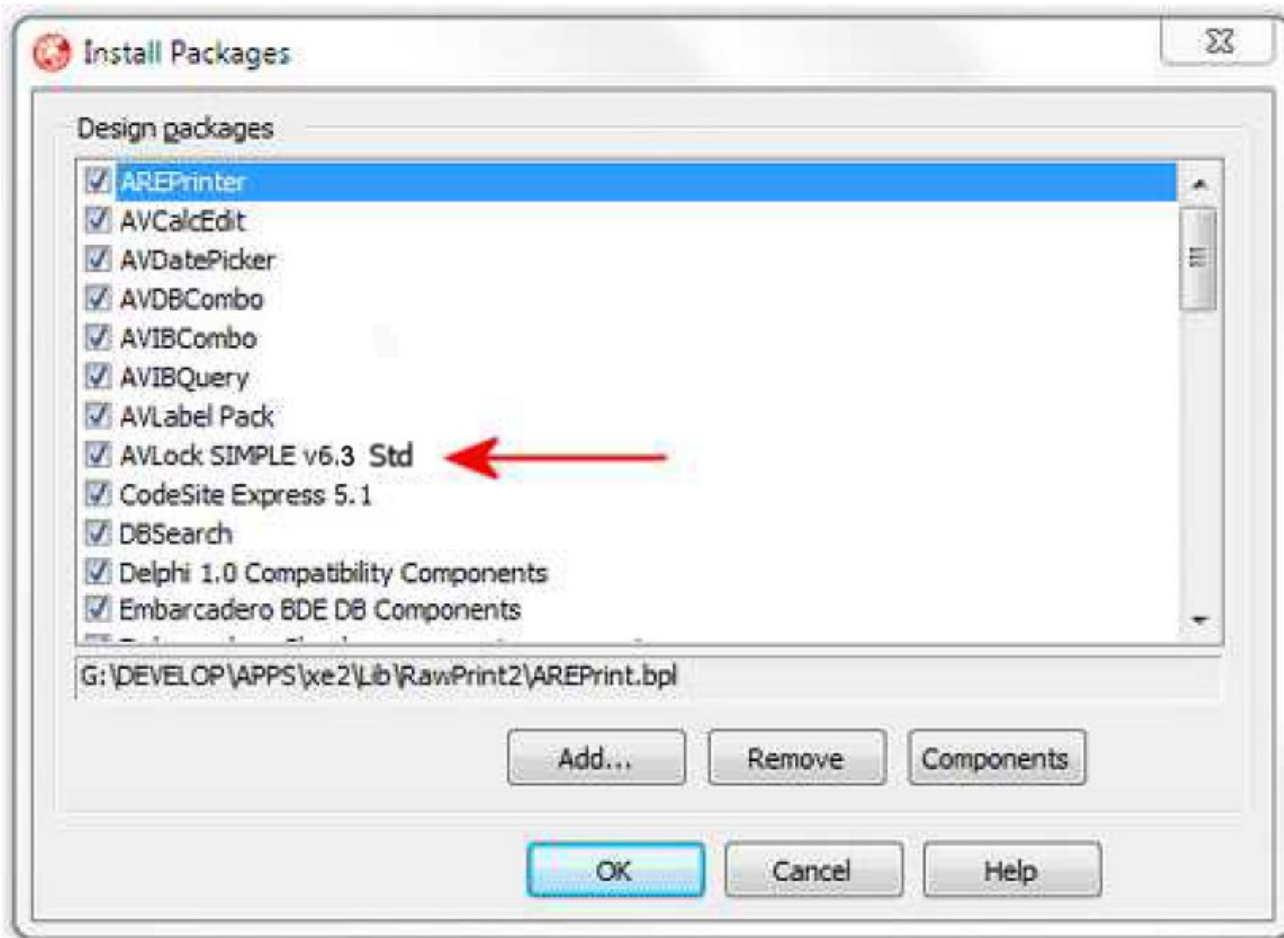 Install Packages
Design packages
AREPrinter
AVCalcEdit
AVDatePicker
AVDBCombo
AVIBCombo
AVIBQuery
AVLabel Pack
AVLock SIMPLE v6.3 Std
CodeSite Express 5.1
DBSearch
Delphi 1.0 Compatibility Components
Embarcadero BDE DB Components
G:\DEVELOP\APPS\xe2\Lib\RawPrint2\AREPrint.bpl
Add... Remove Components
OK Cancel Help